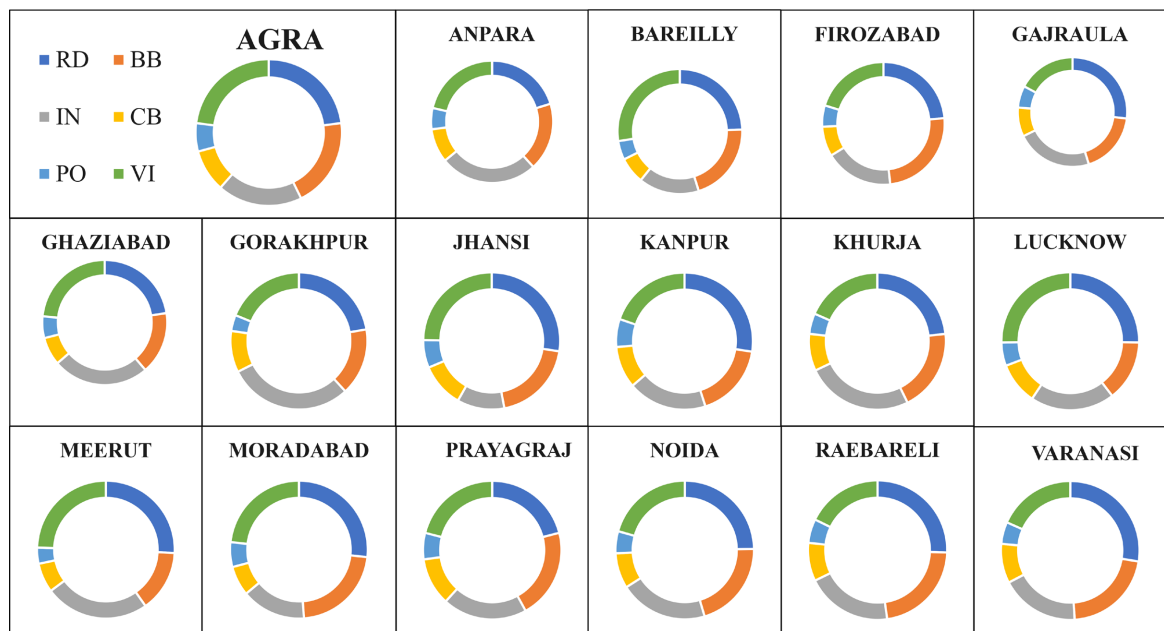 AGRA
RD BB
IN CB
PO VI
ANPARA
BAREILLY
FIROZABAD
GAJRAULA
GHAZIABAD
GORAKHPUR
JHANSI
KANPUR
KHURJA
LUCKNOW
MEERUT
MORADABAD
PRAYAGRAJ
NOIDA
RAEBARELI
VARANASI